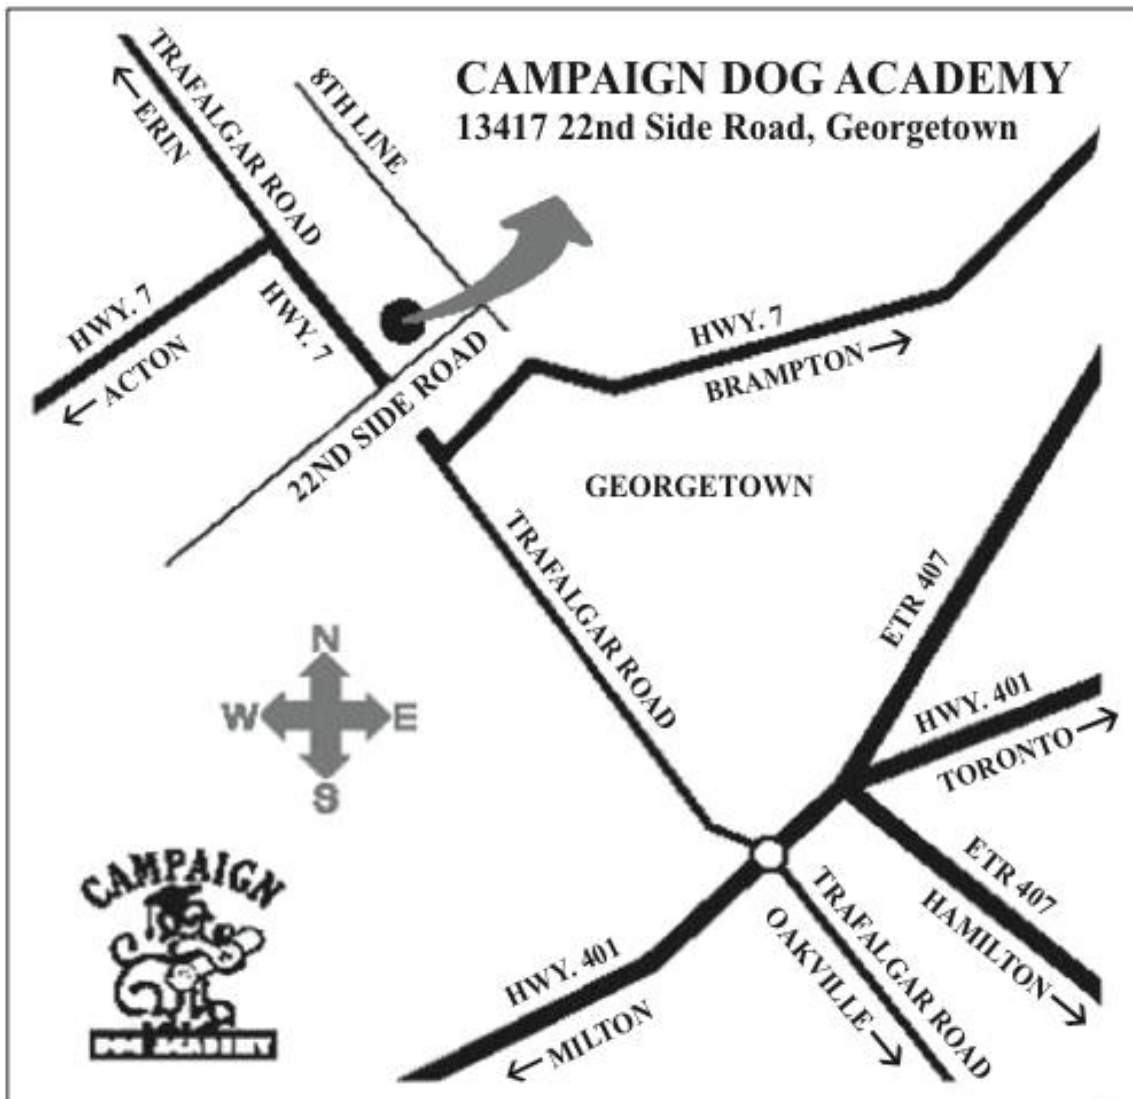 CAMPAIGN DOG ACADEMY
13417 22nd Side Road, Georgetown
TRAFALGAR ROAD
← ERIN
8TH LINE
HWY. 7
← ACTON
HWY. 7
22ND SIDE ROAD
HWY. 7
BRAMPTON →
GEORGETOWN
TRAFALGAR ROAD
ETR 407
HWY. 401
TORONTO →
N
W E
S
ETR 407
HAMILTON →
TRAFALGAR ROAD
OAKVILLE →
HWY. 401
← MILTON
CAMPAIGN
DOG ACADEMY